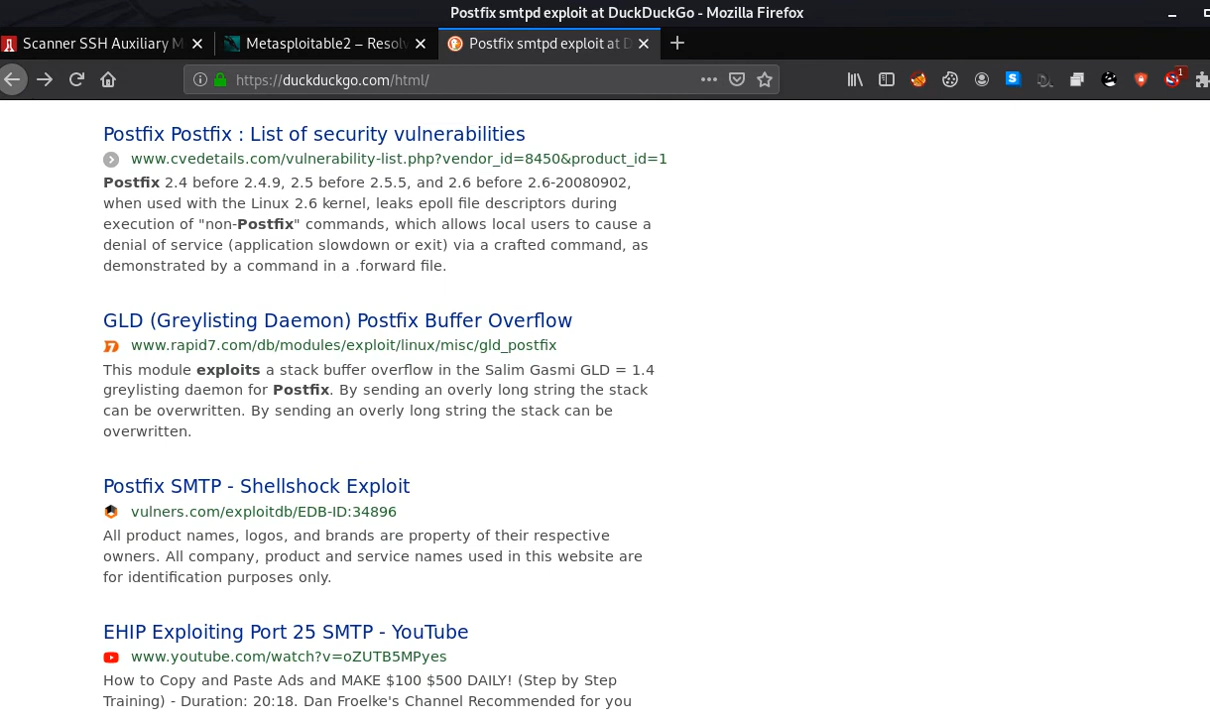 Postfix smtpd exploit at DuckDuckGo - Mozilla Firefox
Scanner SSH Auxiliary M
Metasploitable2 – Resolv
Postfix smtpd exploit at D
https://duckduckgo.com/html/
1
Postfix Postfix : List of security vulnerabilities
www.cvedetails.com/vulnerability-list.php?vendor_id=8450&product_id=1
Postfix 2.4 before 2.4.9, 2.5 before 2.5.5, and 2.6 before 2.6-20080902,
when used with the Linux 2.6 kernel, leaks epoll file descriptors during
execution of "non-Postfix" commands, which allows local users to cause a
denial of service (application slowdown or exit) via a crafted command, as
demonstrated by a command in a .forward file.
GLD (Greylisting Daemon) Postfix Buffer Overflow
www.rapid7.com/db/modules/exploit/linux/misc/gld_postfix
This module exploits a stack buffer overflow in the Salim Gasmi GLD = 1.4
greylisting daemon for Postfix. By sending an overly long string the stack
can be overwritten. By sending an overly long string the stack can be
overwritten.
Postfix SMTP - Shellshock Exploit
vulners.com/exploitdb/EDB-ID:34896
All product names, logos, and brands are property of their respective
owners. All company, product and service names used in this website are
for identification purposes only.
EHIP Exploiting Port 25 SMTP - YouTube
www.youtube.com/watch?v=oZUTB5MPyes
How to Copy and Paste Ads and MAKE $100 $500 DAILY! (Step by Step
Training) - Duration: 20:18. Dan Froelke's Channel Recommended for you